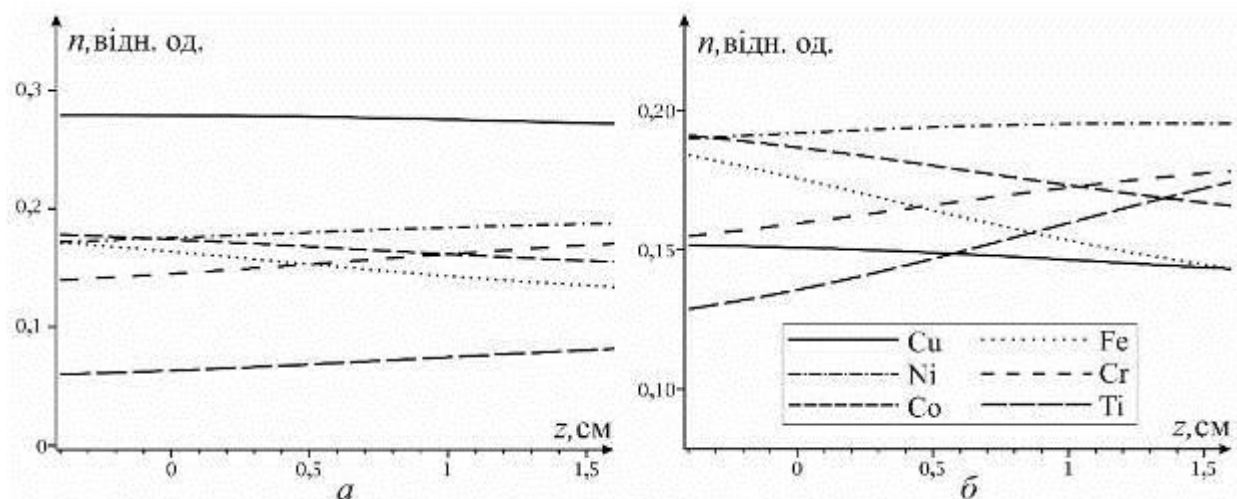 n,відн. од.
0,3
0,2
0,1
0
0
0,5
1
1,5
z,см
а
n,відн. од.
0,20
0,15
0,10
Cu
Fe
Ni
Cr
Co
Ti
0
0,5
1
1,5
z,см
б